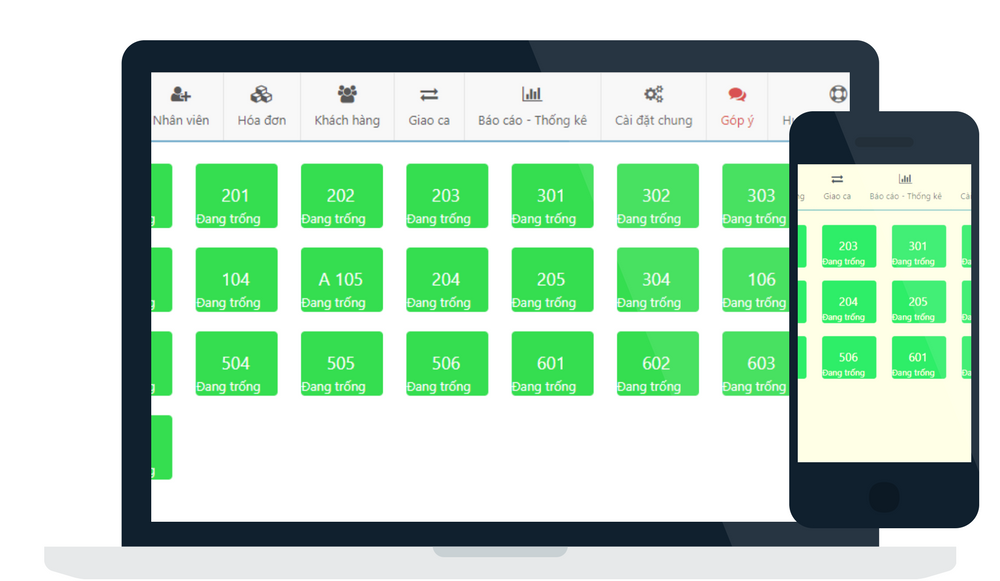 Nhân viên Hóa đơn Khách hàng Giao ca Báo cáo - Thống kê Cài đặt chung Góp ý
201 202 203 301 302 303
Đang trống Đang trống Đang trống Đang trống Đang trống Đang trống
104 A 105 204 205 304 106
Đang trống Đang trống Đang trống Đang trống Đang trống Đang trống
504 505 506 601 602 603
Đang trống Đang trống Đang trống Đang trống Đang trống Đang trống
Giao ca Báo cáo - Thống kê
203 301
Đang trống Đang trống
204 205
Đang trống Đang trống
506 601
Đang trống Đang trống